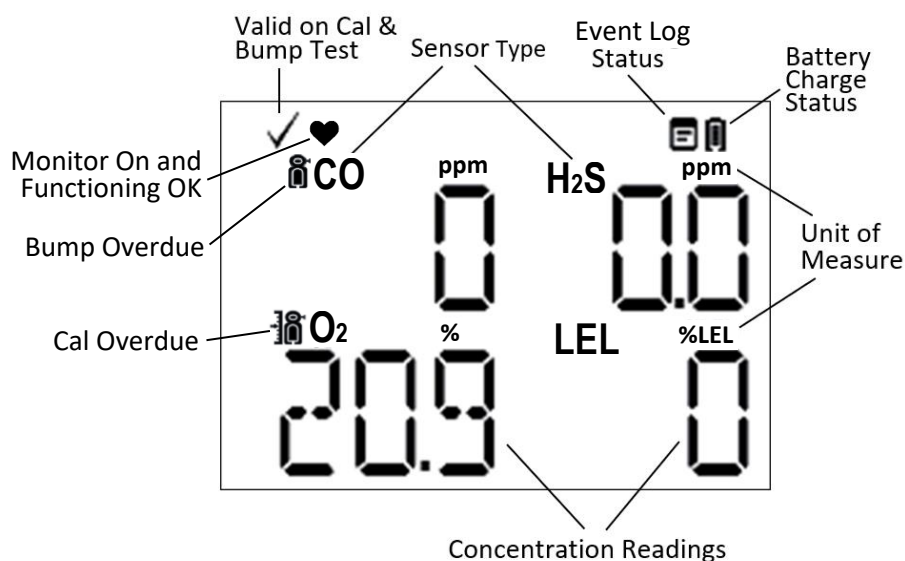 Valid on Cal &
Bump Test
Sensor Type
Event Log
Status
Battery
Charge
Status
Monitor On and
Functioning OK
CO
ppm
H2S
ppm
Bump Overdue
0
0.0
Unit of
Measure
Cal Overdue
O2
%
LEL
%LEL
20.9
0
Concentration Readings